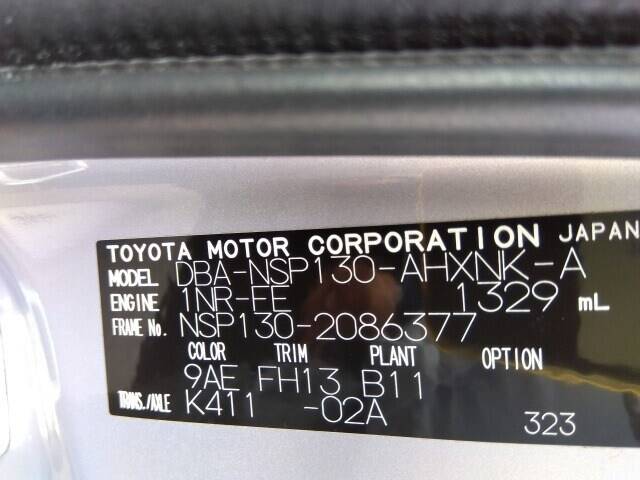 TOYOTA MOTOR CORPORATION JAPAN
MODEL DBA-NSP130-AHXNK-A
ENGINE 1NR-FE 1329 mL
FRAME No. NSP130-2086377
COLOR TRIM PLANT OPTION
9AE FH13 B11
TRANS./AXLE K411 -02A 323